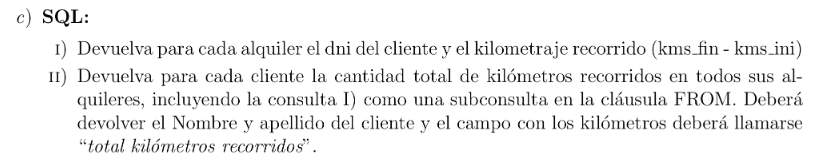 c) SQL:
I) Devuelva para cada alquiler el dni del cliente y el kilometraje recorrido (kms_fin - kms_ini)
II) Devuelva para cada cliente la cantidad total de kilómetros recorridos en todos sus al-
quileres, incluyendo la consulta I) como una subconsulta en la cláusula FROM. Deberá
devolver el Nombre y apellido del cliente y el campo con los kilómetros deberá llamarse
“total kilómetros recorridos”.